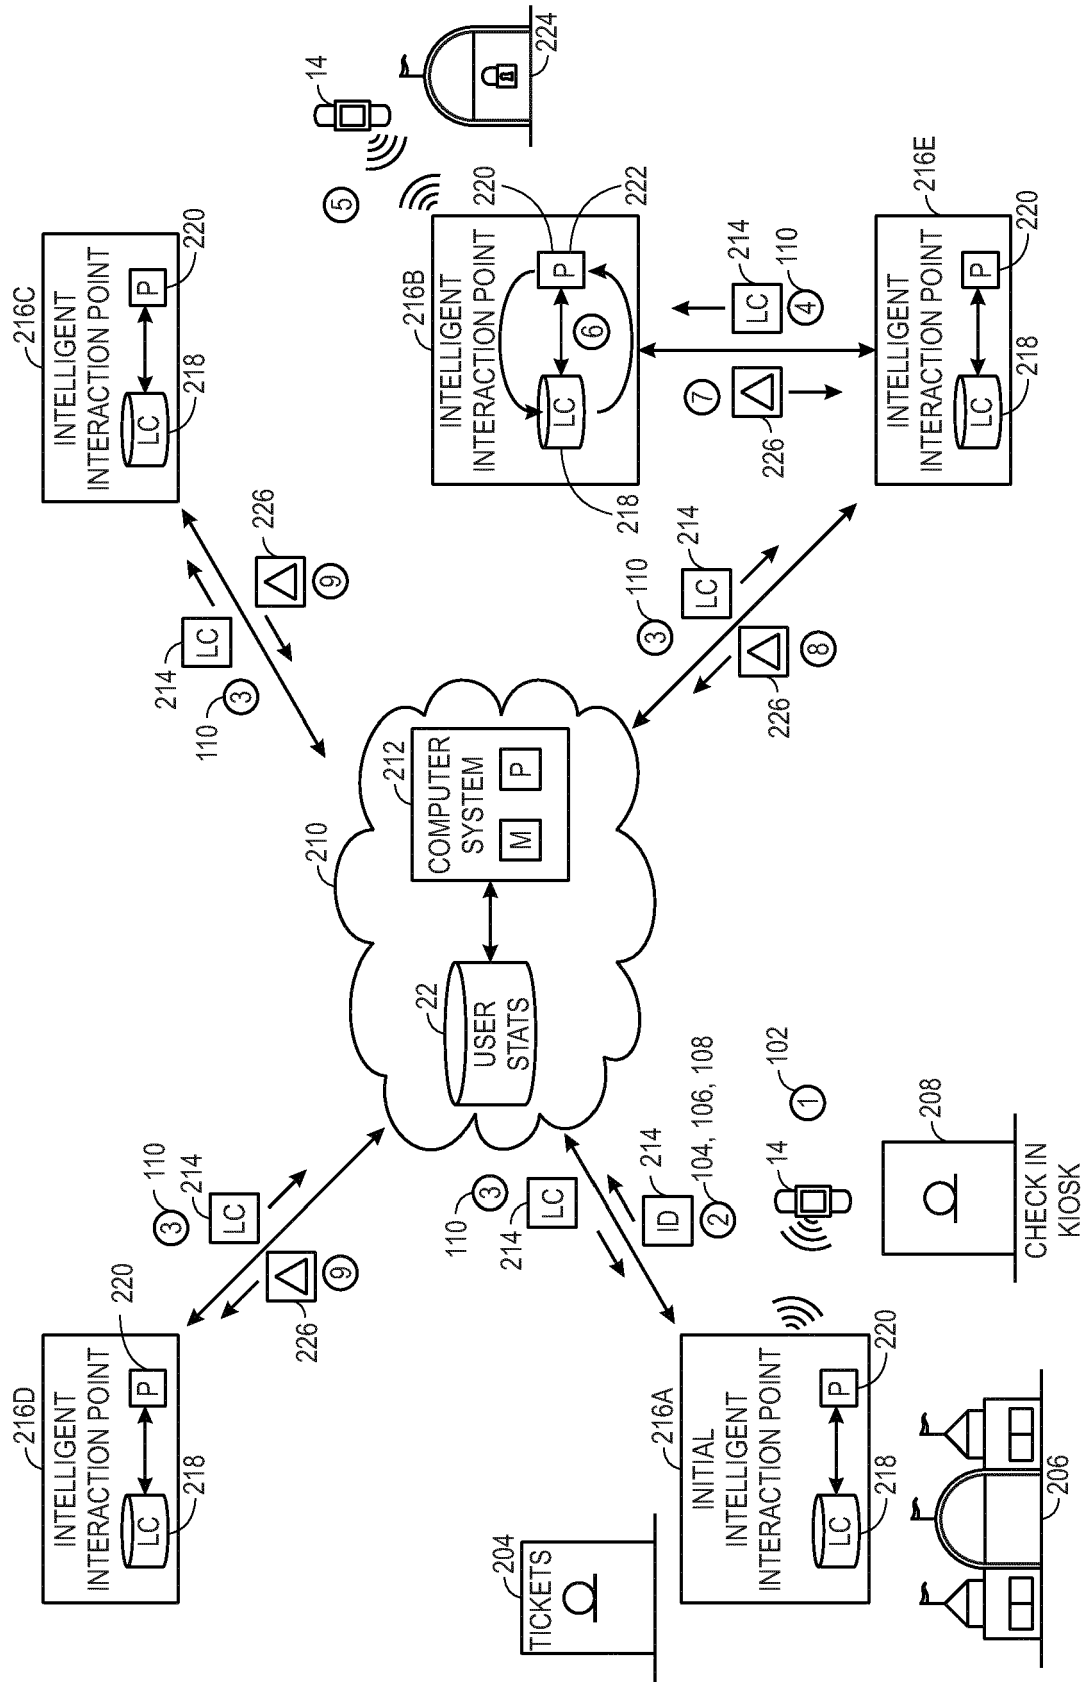 216D
INTELLIGENT
INTERACTION POINT
LC
P
218
220
216C
INTELLIGENT
INTERACTION POINT
LC
P
218
220
3
110
LC
214
226
9
110
3
214
LC
226
9
210
22
USER
STATS
212
COMPUTER
SYSTEM
M
P
14
5
224
216B
INTELLIGENT
INTERACTION POINT
LC
P
6
218
220
222
204
TICKETS
110
3
214
LC
ID
214
2
104, 106, 108
3
110
LC
214
226
8
7
226
LC
214
4
110
216A
INITIAL
INTELLIGENT
INTERACTION POINT
LC
P
218
220
14
1
102
216E
INTELLIGENT
INTERACTION POINT
LC
P
218
220
206
208
CHECK IN
KIOSK